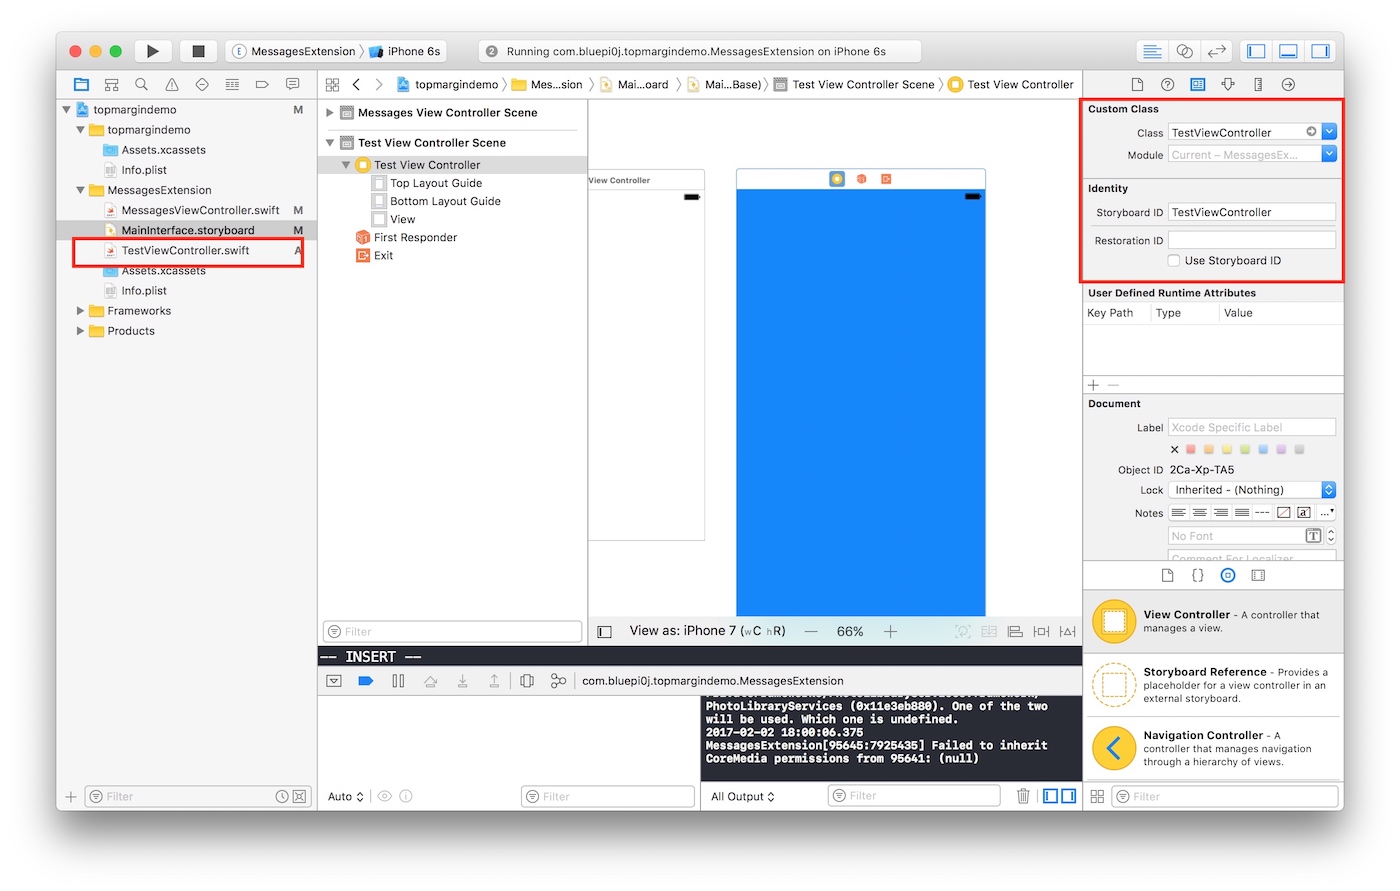 MessagesExtension
iPhone 6s
2 Running com.bluepi0j.topmargindemo.MessagesExtension on iPhone 6s
topmargindemo
Mes...sion
Mai...oard
Mai...Base)
Test View Controller Scene
Test View Controller
topmargindemo M
topmargindemo
Assets.xcassets
Info.plist
MessagesExtension
MessagesViewController.swift M
MainInterface.storyboard M
TestViewController.swift A
Assets.xcassets
Info.plist
Frameworks
Products
Filter
Messages View Controller Scene
Test View Controller Scene
Test View Controller
Top Layout Guide
Bottom Layout Guide
View
First Responder
Exit
Filter
View Controller
View as: iPhone 7 (wC hR)
66%
-- INSERT --
com.bluepi0j.topmargindemo.MessagesExtension
PhotoLibraryServices (0x11e3eb880). One of the two
will be used. Which one is undefined.
2017-02-02 18:00:06.375
MessagesExtension[95645:7925435] Failed to inherit
CoreMedia permissions from 95641: (null)
Auto
Filter
All Output
Filter
Custom Class
Class TestViewController
Module Current – MessagesEx...
Identity
Storyboard ID TestViewController
Restoration ID
Use Storyboard ID
User Defined Runtime Attributes
Key Path Type Value
Document
Label Xcode Specific Label
Object ID 2Ca-Xp-TA5
Lock Inherited - (Nothing)
Notes
No Font
Comment For Localizer
View Controller - A controller that
manages a view.
Storyboard Reference - Provides a
placeholder for a view controller in an
external storyboard.
Navigation Controller - A
controller that manages navigation
through a hierarchy of views.
Filter